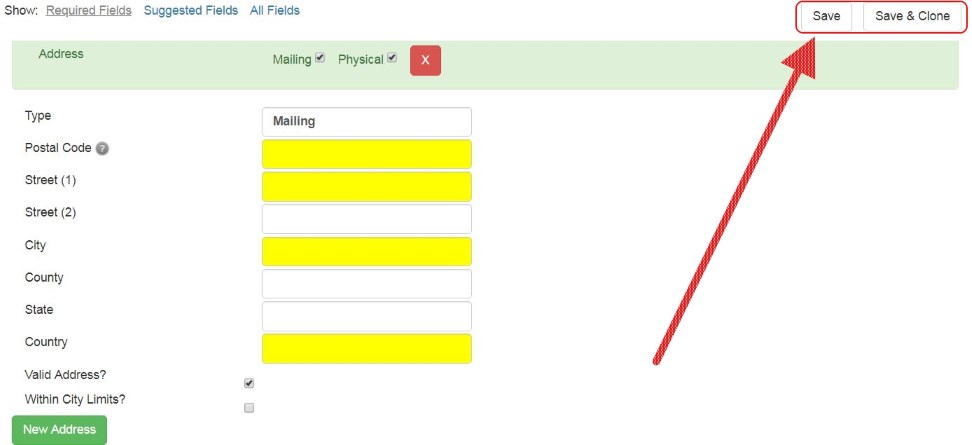 Show: Required Fields Suggested Fields All Fields Save Save & Clone
Address Mailing Physical X
Type Mailing
Postal Code ?
Street (1)
Street (2)
City
County
State
Country
Valid Address?
Within City Limits?
New Address